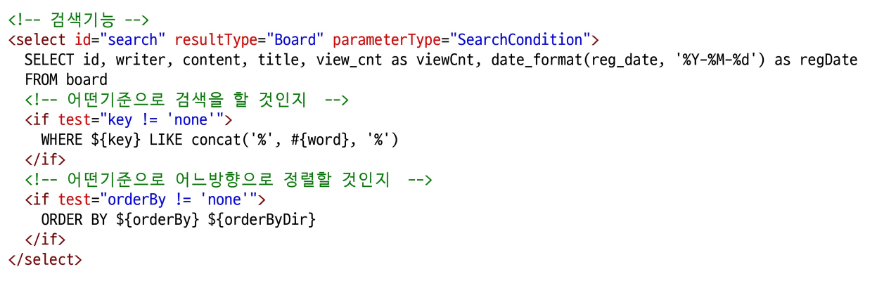 <!-- 검색기능 -->
<select id="search" resultType="Board" parameterType="SearchCondition">
  SELECT id, writer, content, title, view_cnt as viewCnt, date_format(reg_date, '%Y-%M-%d') as regDate
  FROM board
  <!-- 어떤기준으로 검색을 할 것인지  -->
  <if test="key != 'none'">
    WHERE ${key} LIKE concat('%', #{word}, '%')
  </if>
  <!-- 어떤기준으로 어느방향으로 정렬할 것인지  -->
  <if test="orderBy != 'none'">
    ORDER BY ${orderBy} ${orderByDir}
  </if>
</select>